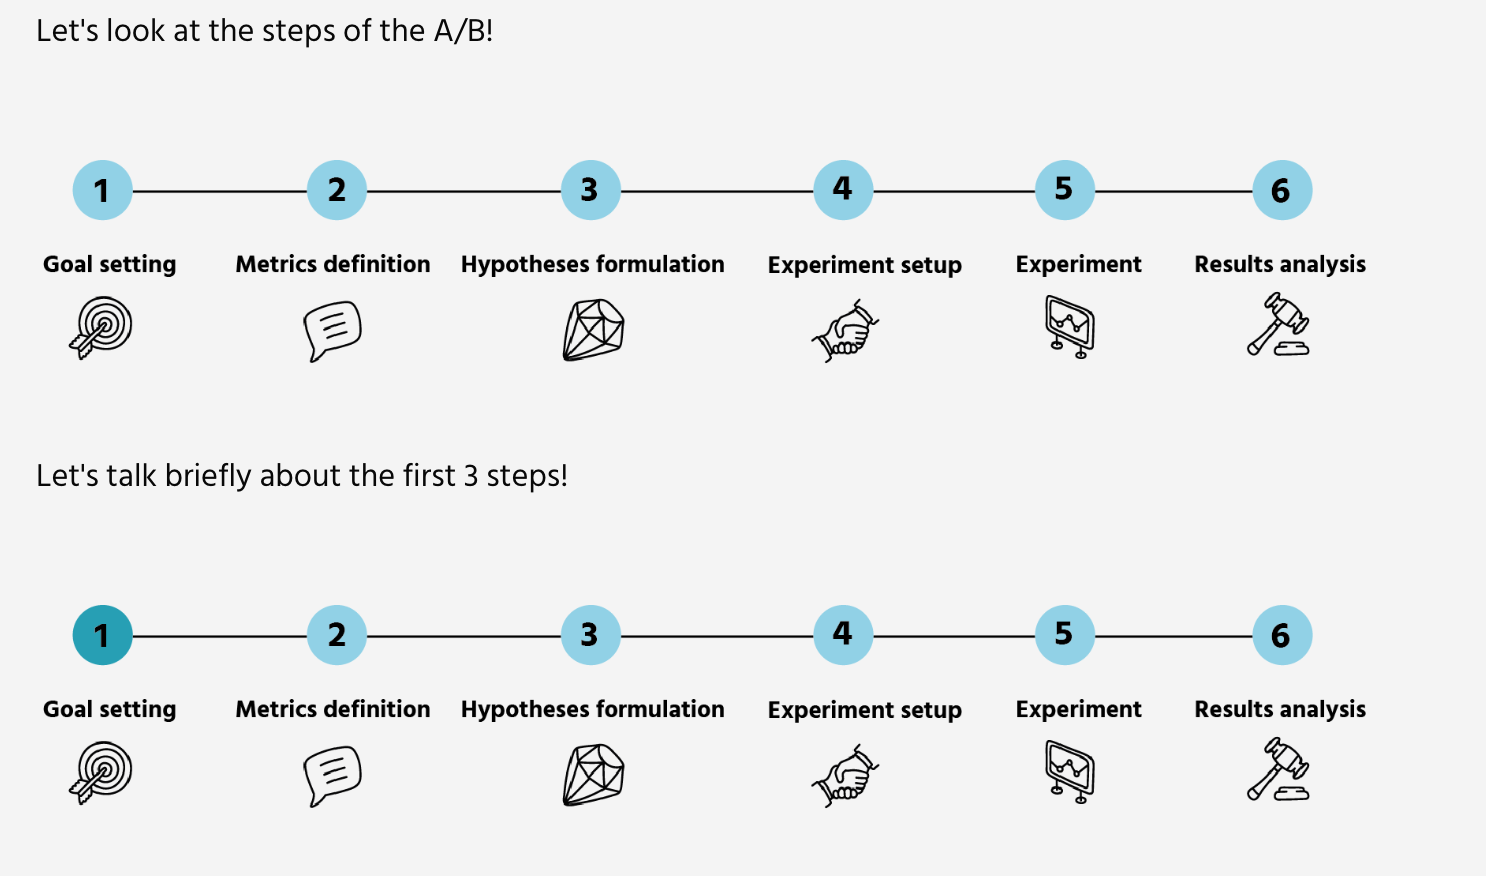 Let's look at the steps of the A/B!
1 2 3 4 5 6
Goal setting Metrics definition Hypotheses formulation Experiment setup Experiment Results analysis
Let's talk briefly about the first 3 steps!
1 2 3 4 5 6
Goal setting Metrics definition Hypotheses formulation Experiment setup Experiment Results analysis